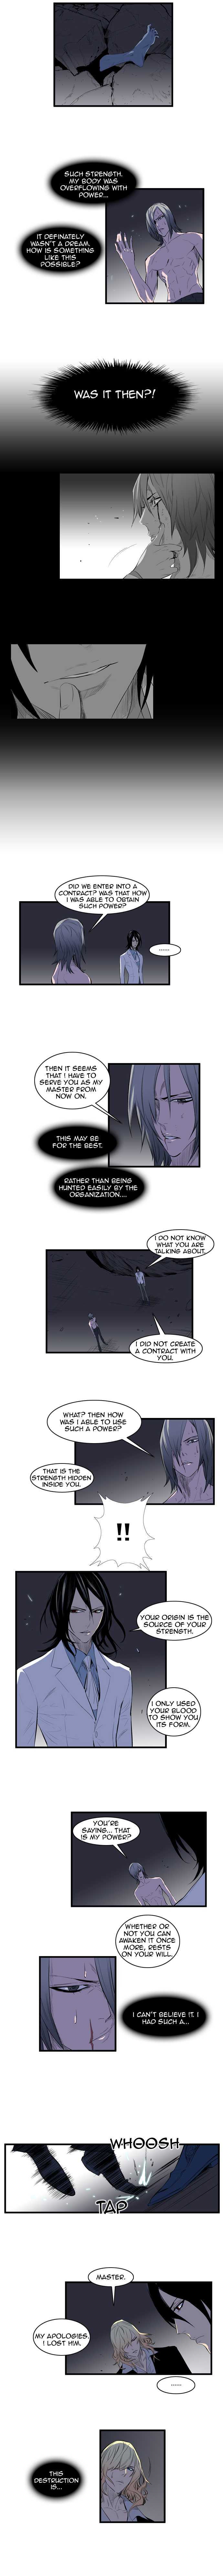 SUCH STRENGTH.
MY BODY WAS
OVERFLOWING WITH
POWER...
IT DEFINATELY
WASN'T A DREAM.
HOW IS SOMETHING
LIKE THIS
POSSIBLE?
WAS IT THEN?!
DID WE ENTER INTO A
CONTRACT? WAS THAT HOW
I WAS ABLE TO OBTAIN
SUCH POWER?
......
THEN IT SEEMS
THAT I HAVE TO
SERVE YOU AS MY
MASTER FROM
NOW ON.
THIS MAY BE
FOR THE BEST.
RATHER THAN BEING
HUNTED EASILY BY THE
ORGANIZATION....
I DO NOT KNOW
WHAT YOU ARE
TALKING ABOUT.
I DID NOT CREATE
A CONTRACT WITH
YOU.
WHAT? THEN HOW
WAS I ABLE TO USE
SUCH A POWER?
THAT IS THE
STRENGTH HIDDEN
INSIDE YOU.
!!
YOUR ORIGIN IS THE
SOURCE OF YOUR
STRENGTH.
I ONLY USED
YOUR BLOOD
TO SHOW YOU
ITS FORM.
YOU'RE
SAYING... THAT
IS MY POWER?
WHETHER OR
NOT YOU CAN
AWAKEN IT ONCE
MORE, RESTS
ON YOUR WILL.
I CAN'T BELIEVE IT. I
HAD SUCH A...
WHOOSH
TAP
MASTER.
MY APOLOGIES.
I LOST HIM.
......
THIS
DESTRUCTION
IS...